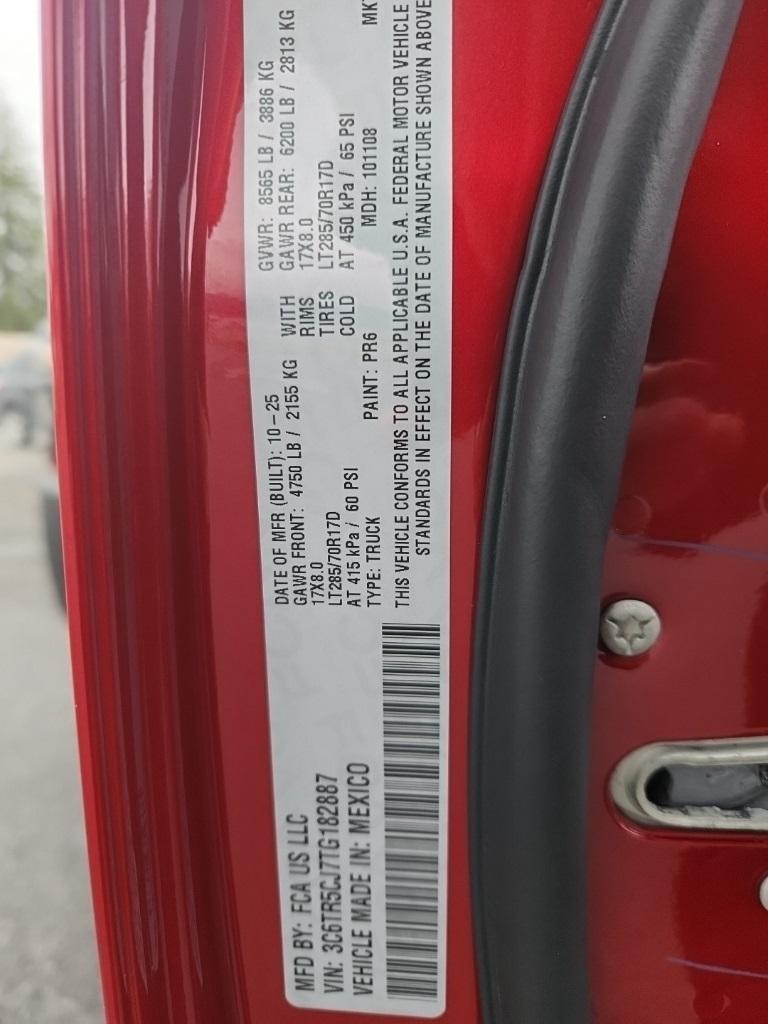 MFD BY: FCA US LLC
VIN: 3C6TR5CJ7TG182887
VEHICLE MADE IN: MEXICO
DATE OF MFR (BUILT): 10-25 GVWR: 8565 LB / 3886 KG
GAWR FRONT: 4750 LB / 2155 KG WITH GAWR REAR: 6200 LB / 2813 KG
17X8.0 RIMS 17X8.0
LT285/70R17D TIRES LT285/70R17D
AT 415 kPa / 60 PSI COLD AT 450 kPa / 65 PSI
TYPE: TRUCK PAINT: PR6 MDH: 101108
THIS VEHICLE CONFORMS TO ALL APPLICABLE U.S.A. FEDERAL MOTOR VEHICLE
STANDARDS IN EFFECT ON THE DATE OF MANUFACTURE SHOWN ABOVE